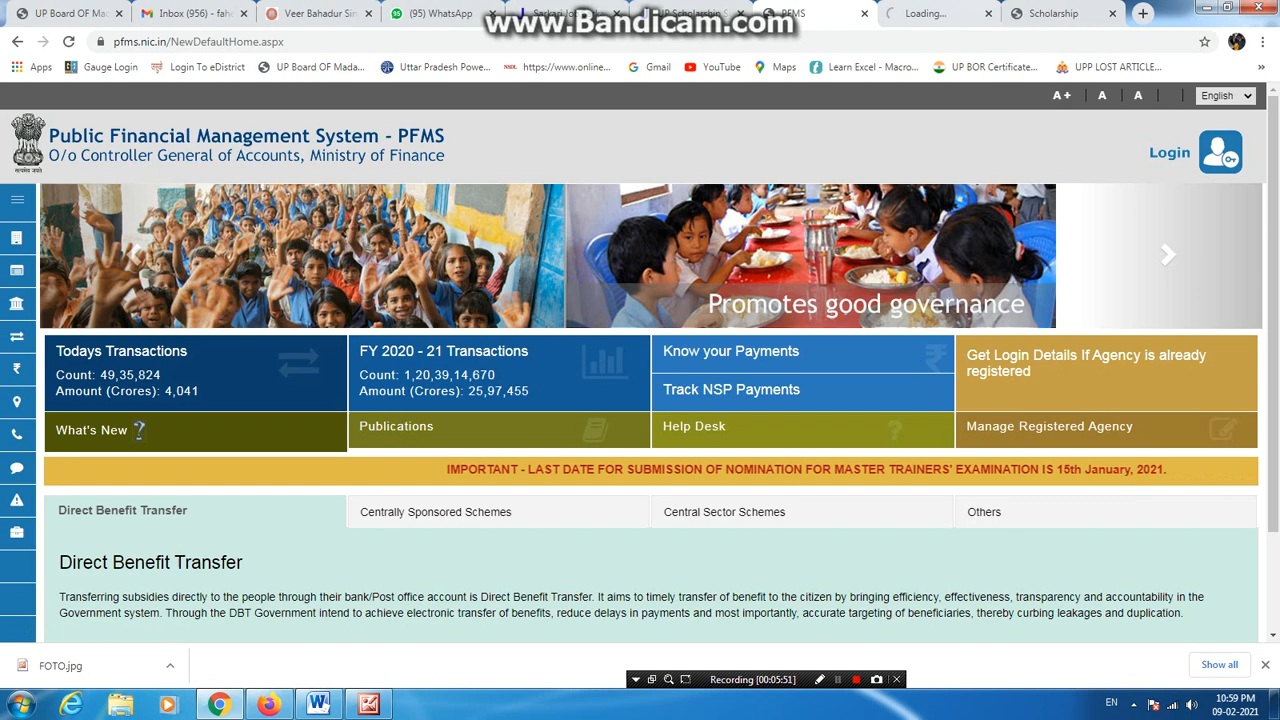 UP Board OF MA
Inbox (956) - fah
Veer Bahadur Sin
(95) WhatsApp
PFMS
Loading...
Scholarship
www.Bandicam.com
pfms.nic.in/NewDefaultHome.aspx
Apps
Gauge Login
Login To eDistrict
UP Board OF Mada...
Uttar Pradesh Powe...
https://www.online...
Gmail
YouTube
Maps
Learn Excel - Macro...
UP BOR Certificate...
UPP LOST ARTICLE...
»
A+ | A | A | English
Public Financial Management System - PFMS
O/o Controller General of Accounts, Ministry of Finance
Login
Promotes good governance
Todays Transactions
Count: 49,35,824
Amount (Crores): 4,041
FY 2020 - 21 Transactions
Count: 1,20,39,14,670
Amount (Crores): 25,97,455
Know your Payments
Track NSP Payments
Get Login Details If Agency is already
registered
What's New
Publications
Help Desk
Manage Registered Agency
IMPORTANT - LAST DATE FOR SUBMISSION OF NOMINATION FOR MASTER TRAINERS' EXAMINATION IS 15th January, 2021.
Direct Benefit Transfer
Centrally Sponsored Schemes
Central Sector Schemes
Others
Direct Benefit Transfer
Transferring subsidies directly to the people through their bank/Post office account is Direct Benefit Transfer. It aims to timely transfer of benefit to the citizen by bringing efficiency, effectiveness, transparency and accountability in the
Government system. Through the DBT Government intend to achieve electronic transfer of benefits, reduce delays in payments and most importantly, accurate targeting of beneficiaries, thereby curbing leakages and duplication.
FOTO.jpg
Show all
Recording [00:05:51]
EN
10:59 PM
09-02-2021